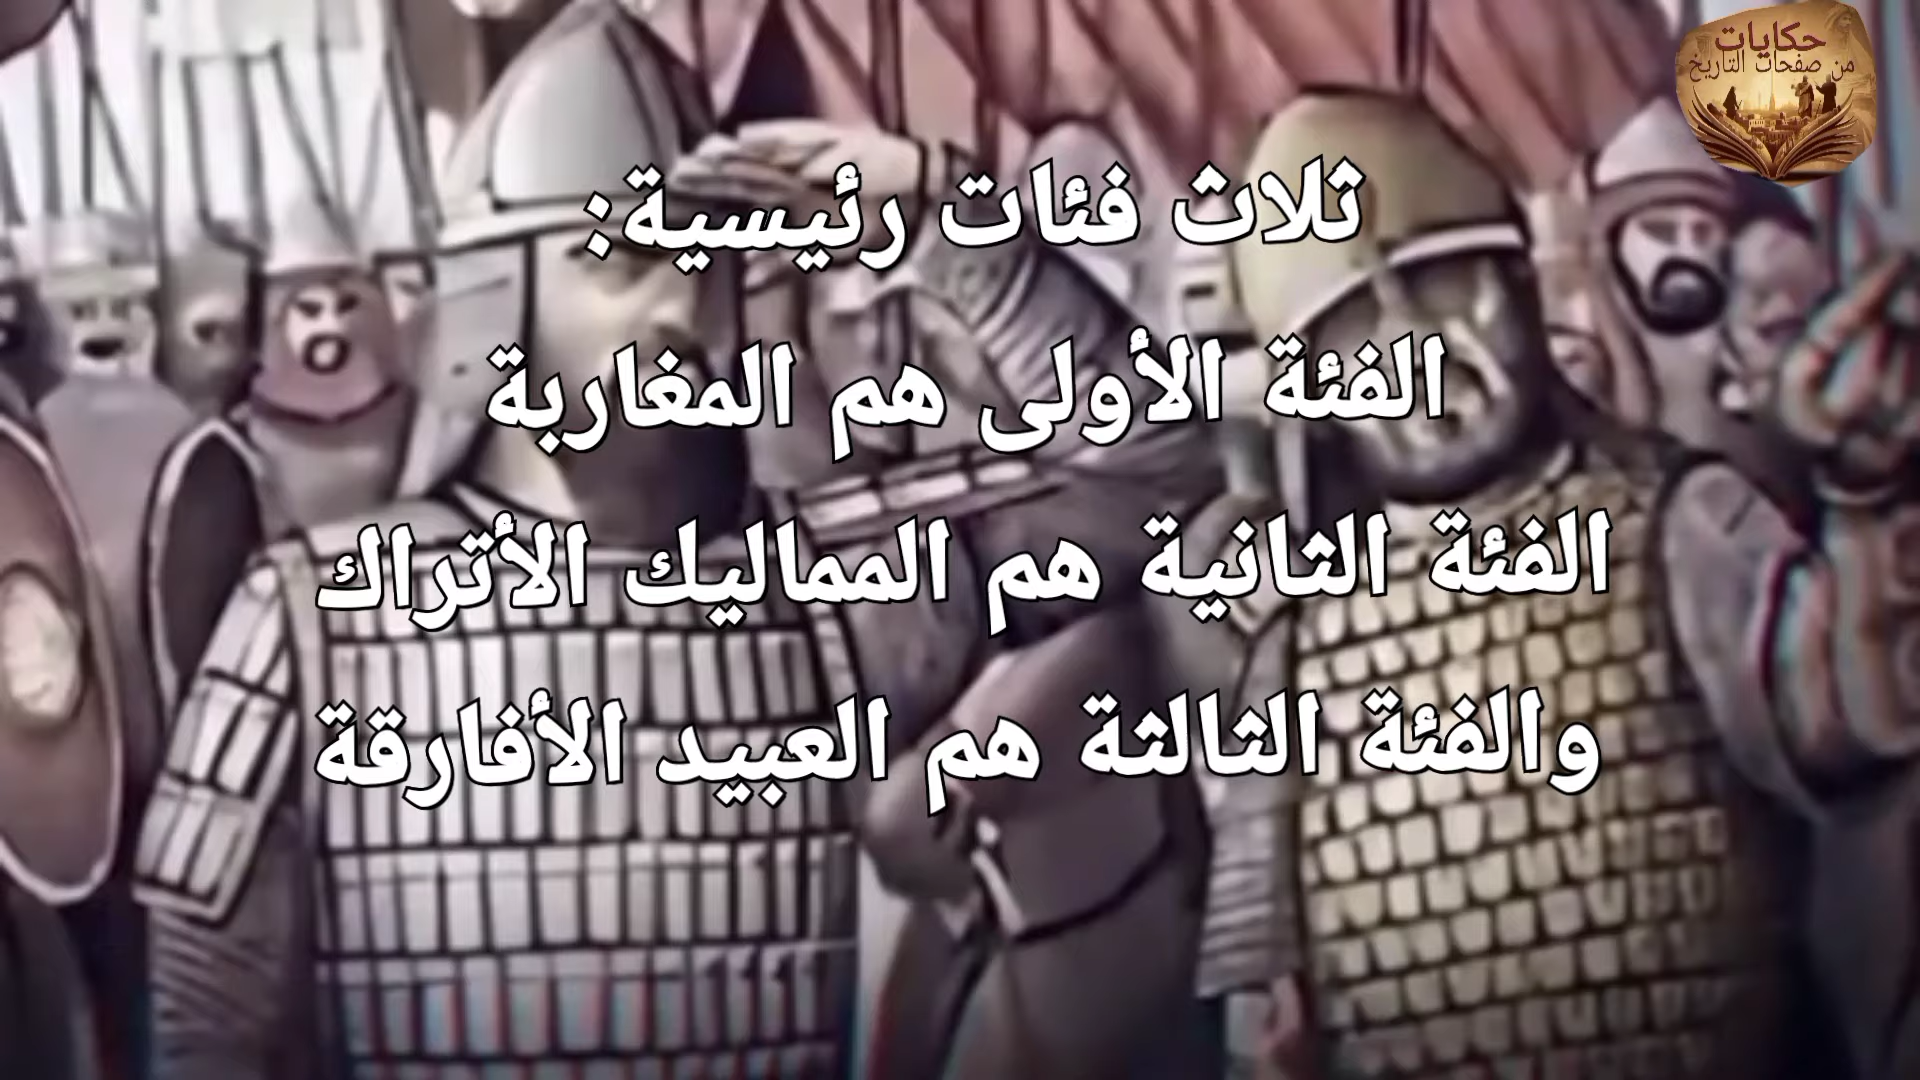 حكايات
من صفحات التاريخ
ثلاث فئات رئيسية:
الفئة الأولى هم المغاربة
الفئة الثانية هم المماليك الأتراك
والفئة الثالثة هم العبيد الأفارقة